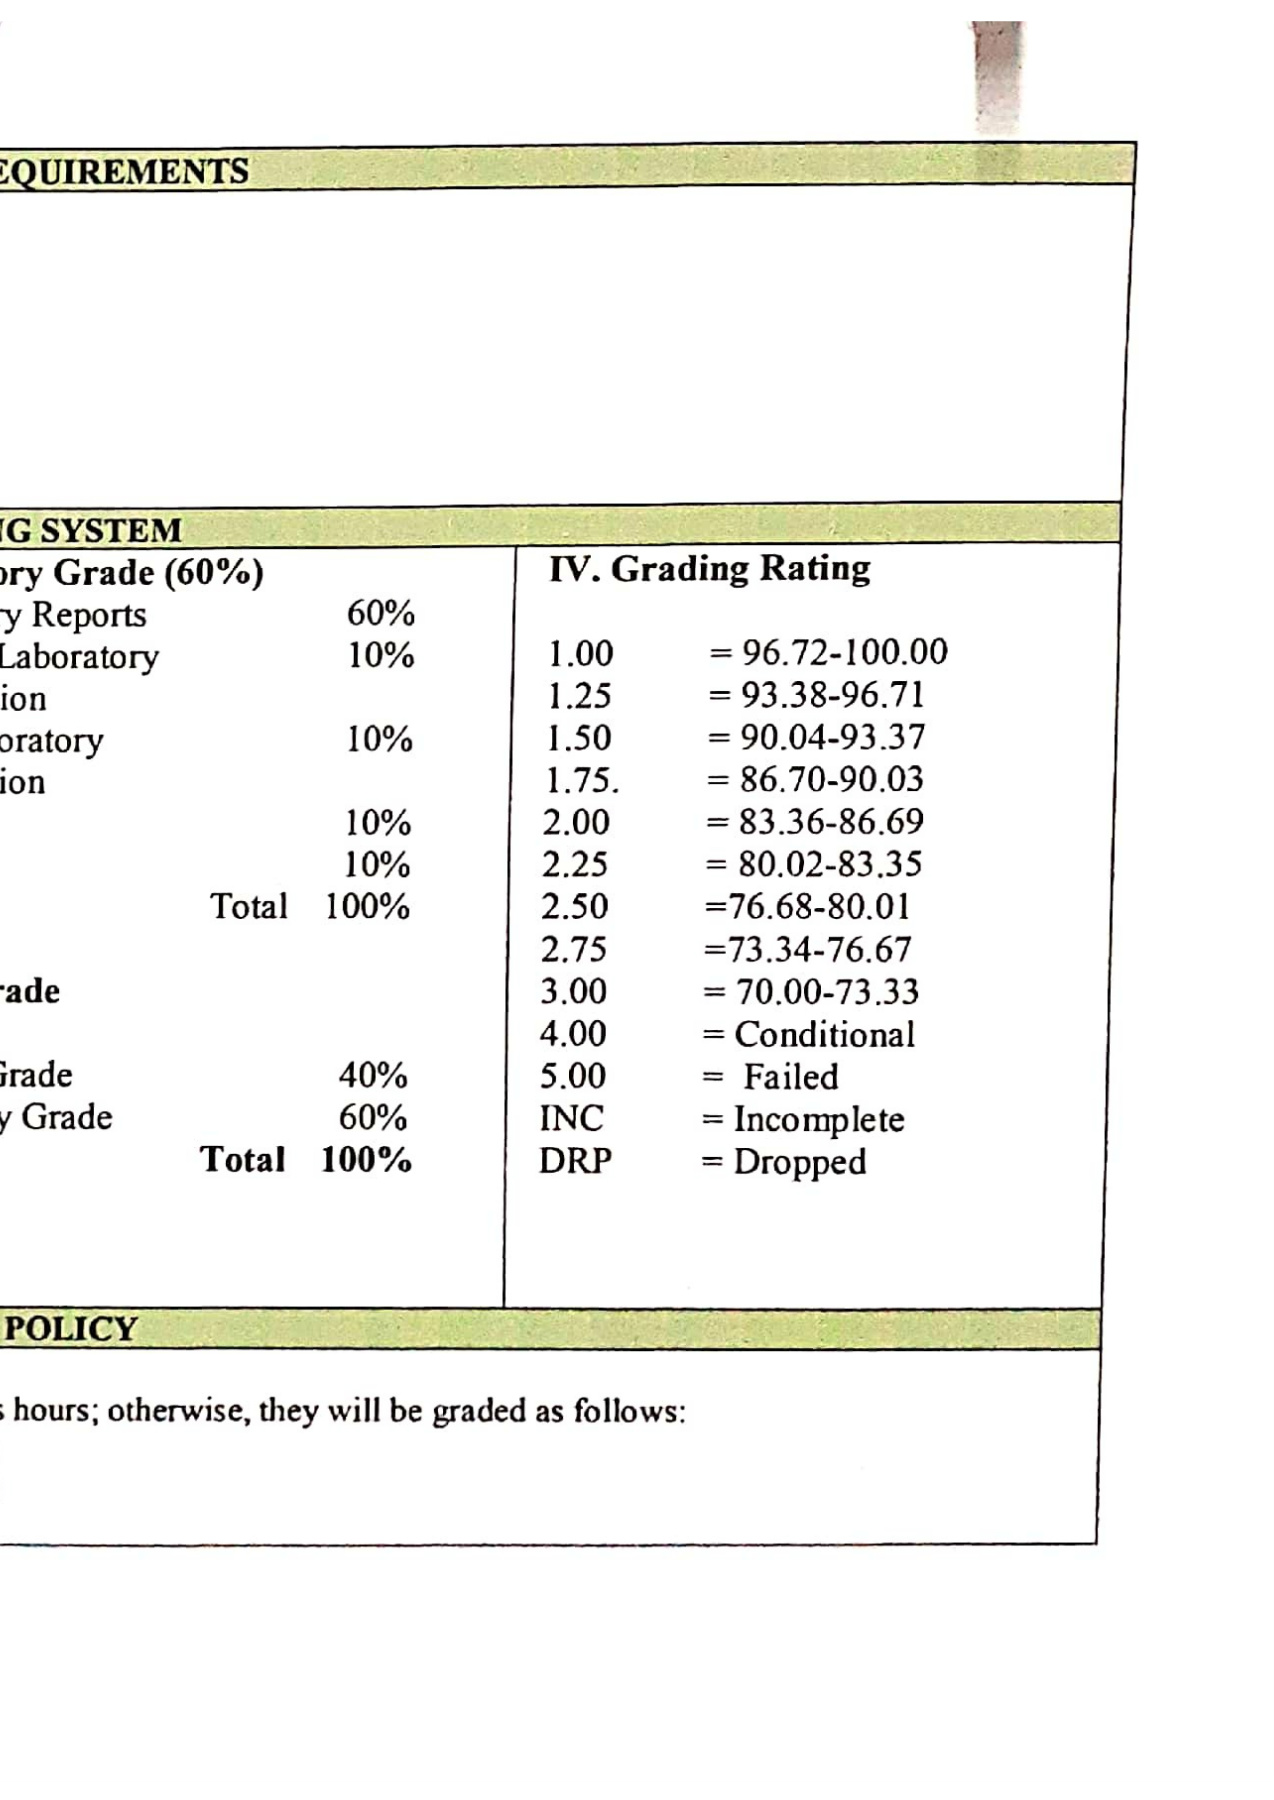 EQUIREMENTS
G SYSTEM
ory Grade (60%)
y Reports 60%
Laboratory 10%
ion
oratory 10%
ion
10%
10%
Total 100%
rade
Grade 40%
y Grade 60%
Total 100%
IV. Grading Rating
1.00 = 96.72-100.00
1.25 = 93.38-96.71
1.50 = 90.04-93.37
1.75. = 86.70-90.03
2.00 = 83.36-86.69
2.25 = 80.02-83.35
2.50 =76.68-80.01
2.75 =73.34-76.67
3.00 = 70.00-73.33
4.00 = Conditional
5.00 = Failed
INC = Incomplete
DRP = Dropped
POLICY
s hours; otherwise, they will be graded as follows: